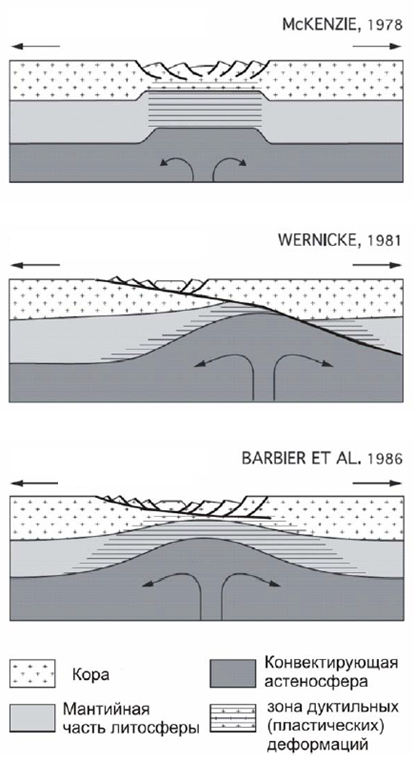 McKENZIE, 1978
WERNICKE, 1981
BARBIER ET AL. 1986
Кора
Мантийная
часть литосферы
Конвектирующая
астеносфера
зона дуктильных
(пластических)
деформаций